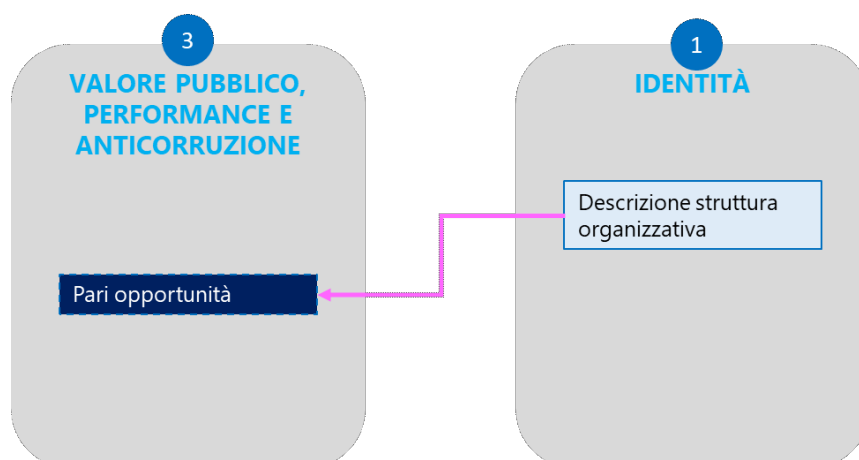 3
VALORE PUBBLICO,
PERFORMANCE E
ANTICORRUZIONE
Pari opportunità
1
IDENTITÀ
Descrizione struttura
organizzativa